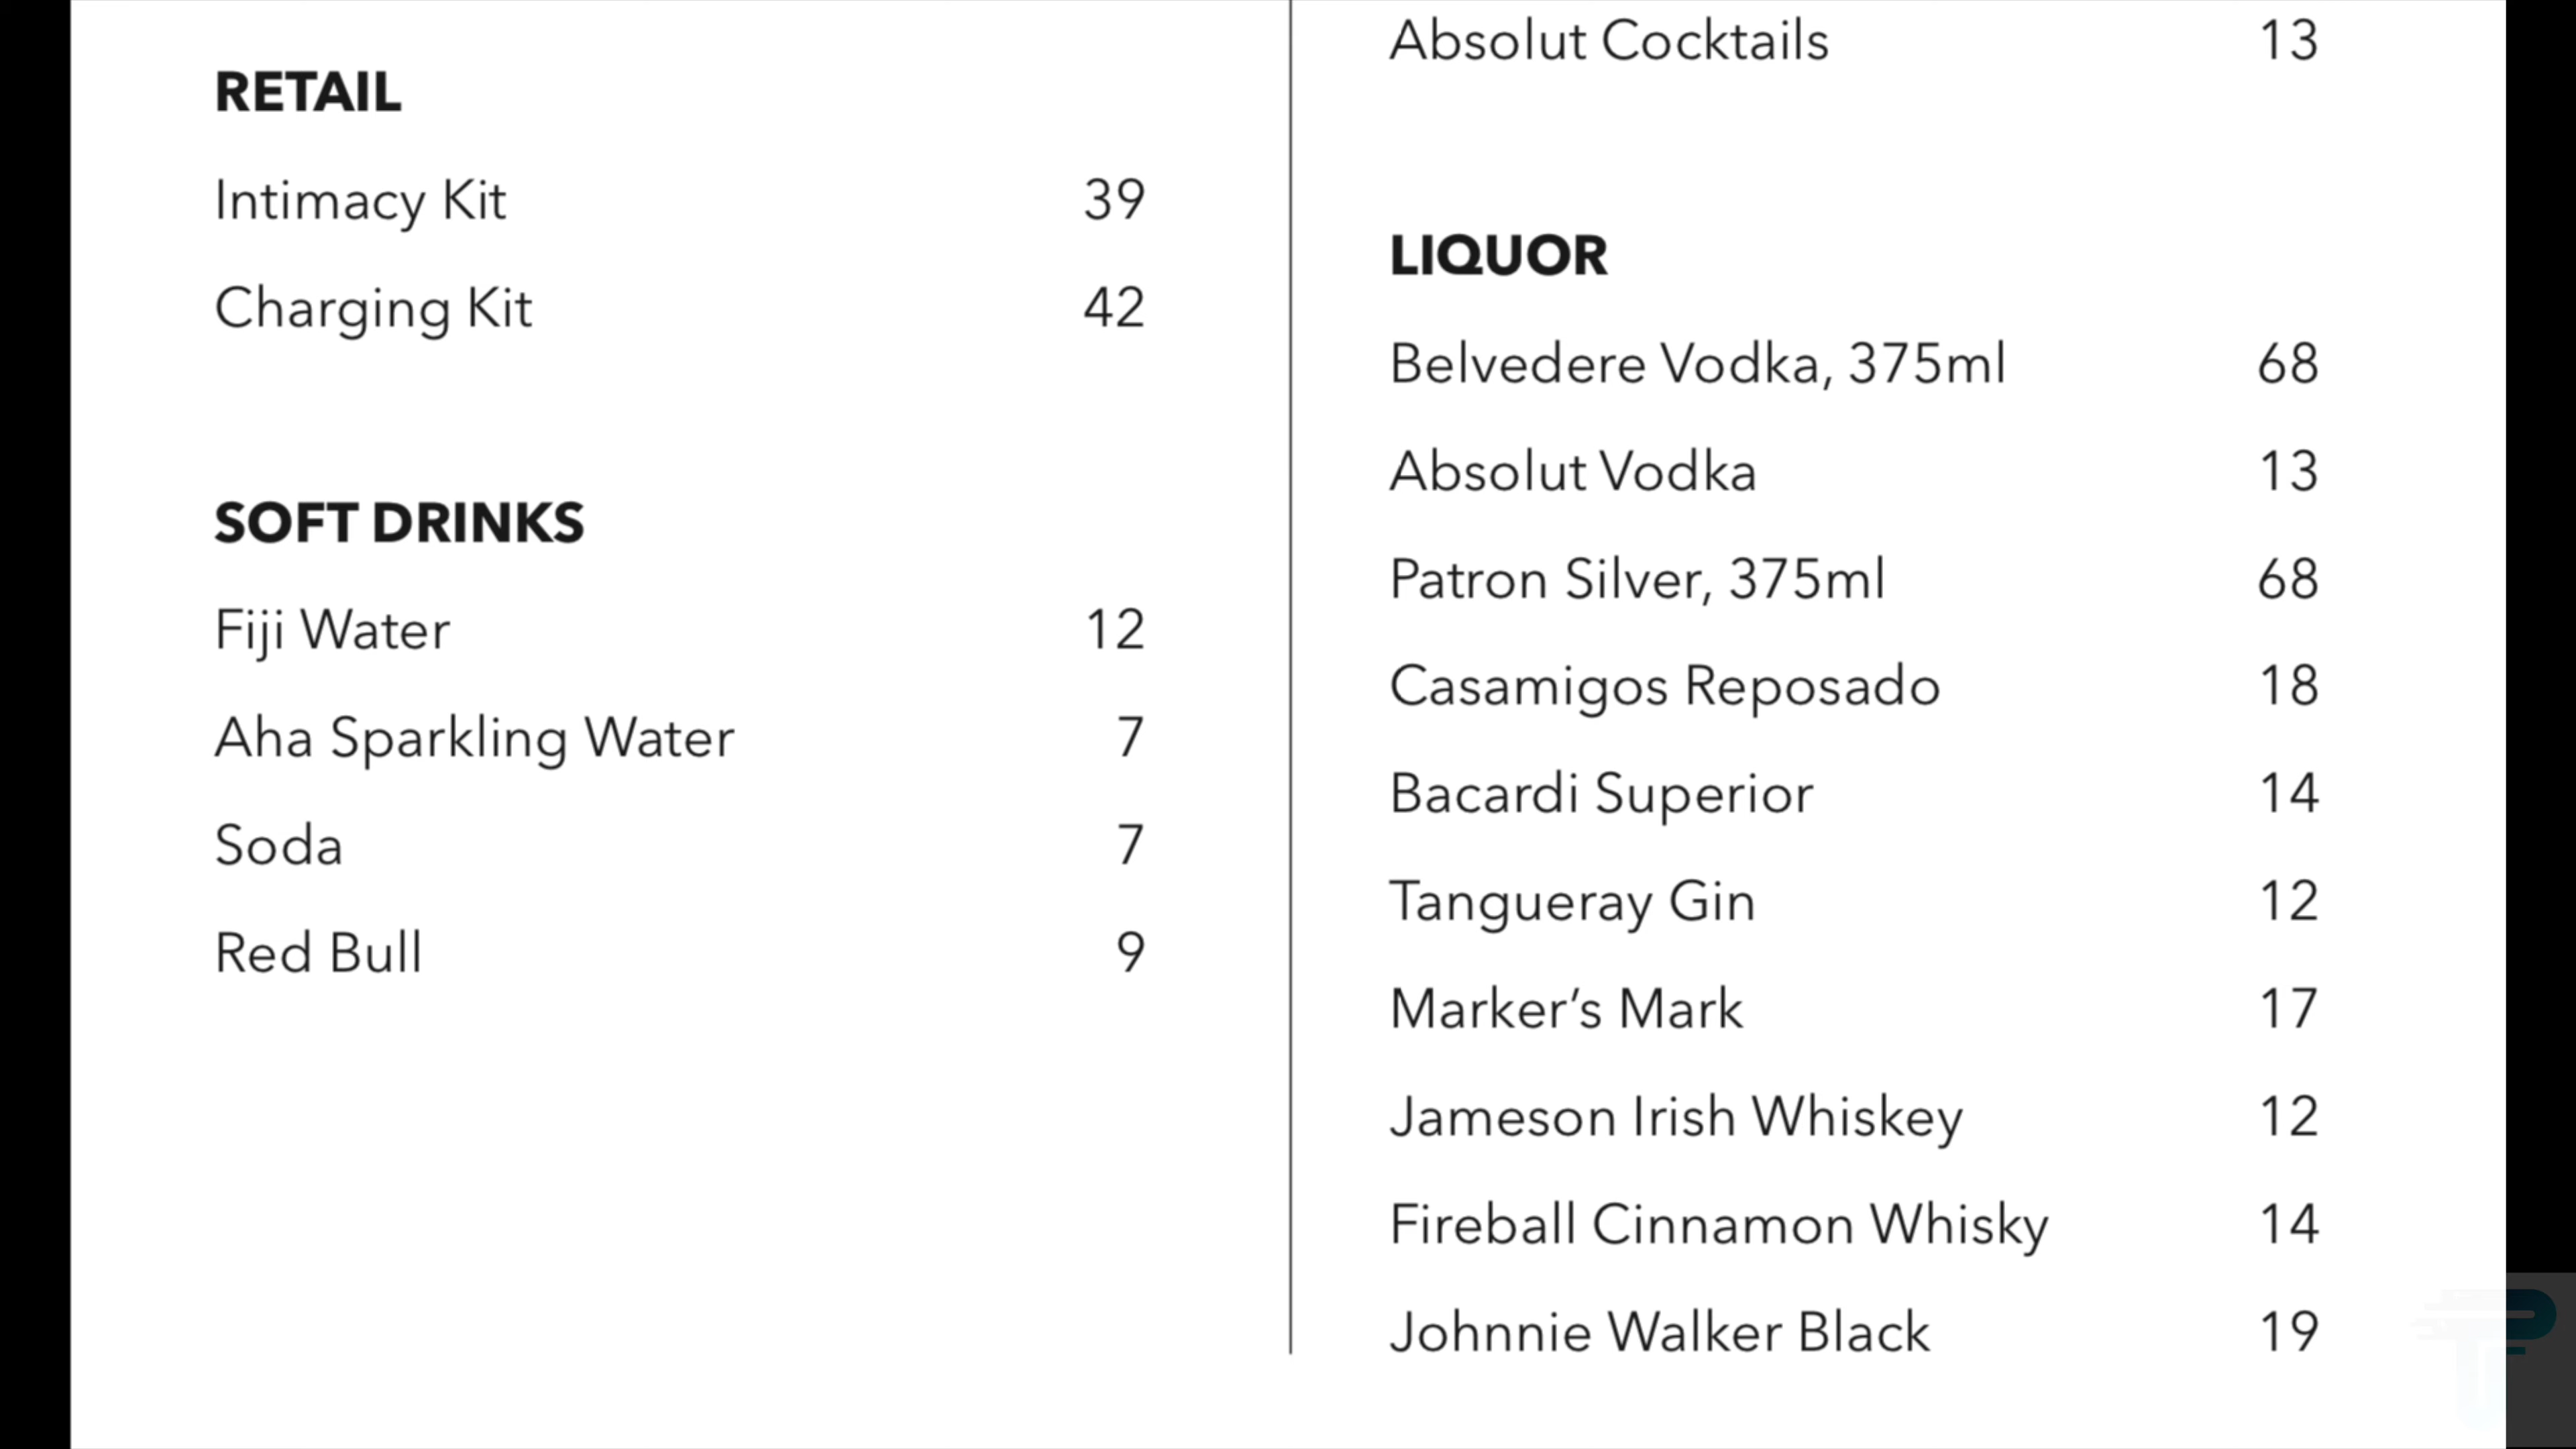 RETAIL
Intimacy Kit 39
Charging Kit 42
SOFT DRINKS
Fiji Water 12
Aha Sparkling Water 7
Soda 7
Red Bull 9
Absolut Cocktails 13
LIQUOR
Belvedere Vodka, 375ml 68
Absolut Vodka 13
Patron Silver, 375ml 68
Casamigos Reposado 18
Bacardi Superior 14
Tangueray Gin 12
Marker’s Mark 17
Jameson Irish Whiskey 12
Fireball Cinnamon Whisky 14
Johnnie Walker Black 19